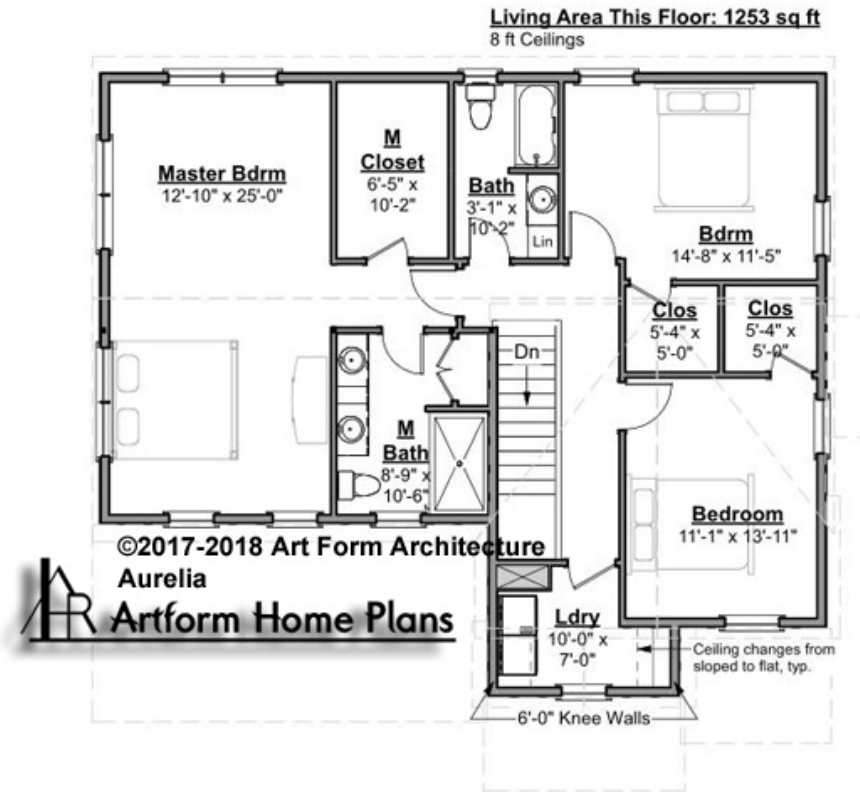 Living Area This Floor: 1253 sq ft
8 ft Ceilings
Master Bdrm
12'-10" x 25'-0"
M
Closet
6'-5" x
10'-2"
Bath
3'-1" x
10'-2"
Lin
Bdrm
14'-8" x 11'-5"
Clos
5'-4" x
5'-0"
Clos
5'-4" x
5'-0"
Dn
M
Bath
8'-9" x
10'-6"
Bedroom
11'-1" x 13'-11"
©2017-2018 Art Form Architecture
Aurelia
Artform Home Plans
Ldry
10'-0" x
7'-0"
Ceiling changes from
sloped to flat, typ.
6'-0" Knee Walls